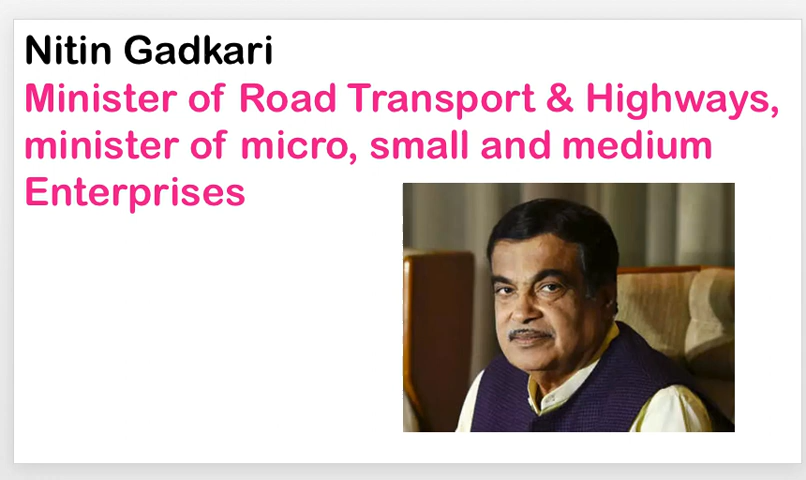 Nitin Gadkari
Minister of Road Transport & Highways,
minister of micro, small and medium
Enterprises